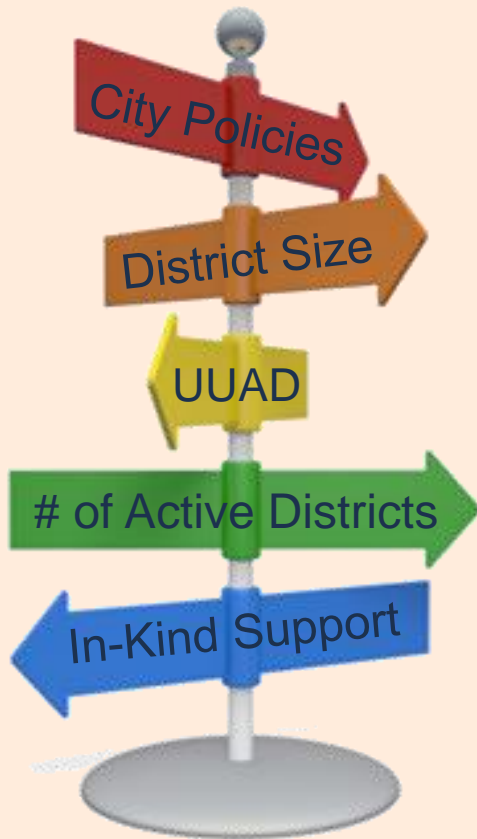 City Policies
District Size
UUAD
# of Active Districts
In-Kind Support